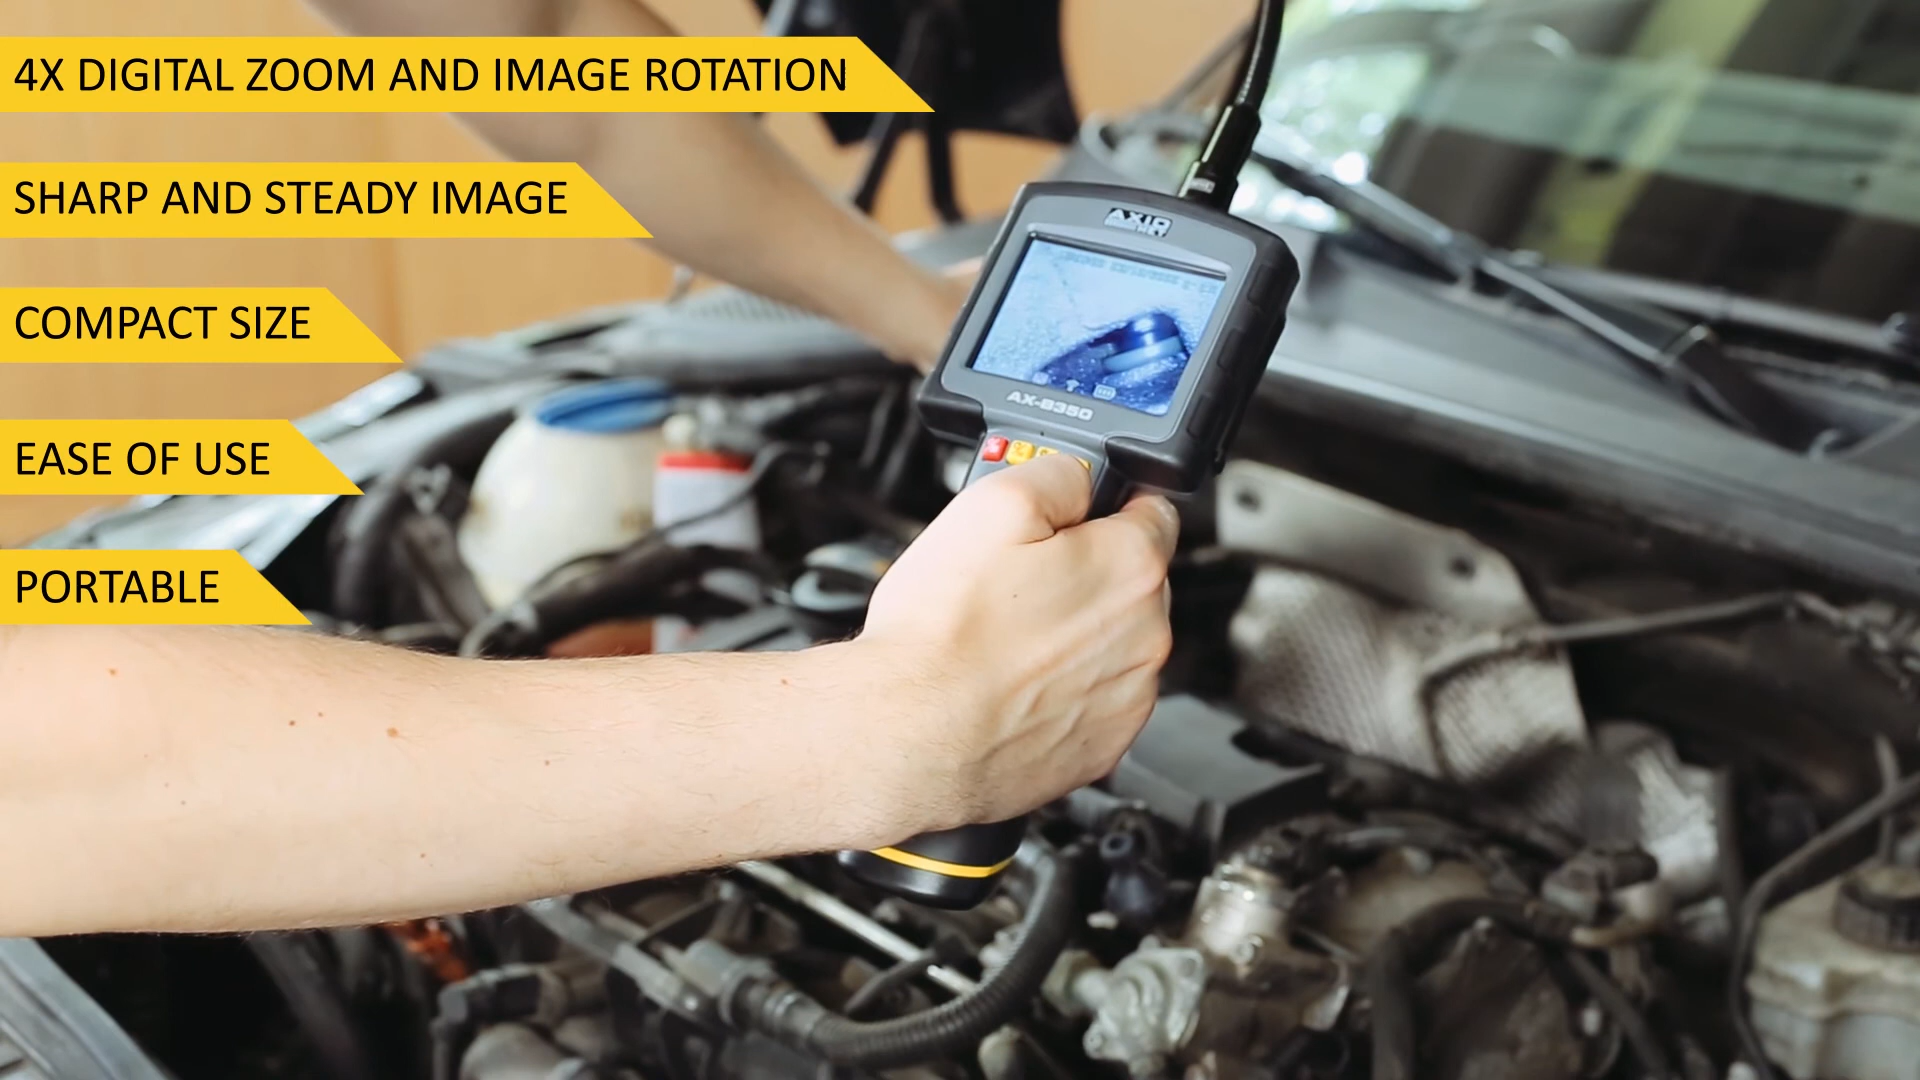 4X DIGITAL ZOOM AND IMAGE ROTATION
SHARP AND STEADY IMAGE
COMPACT SIZE
EASE OF USE
PORTABLE
AXIO
MET
AX-B350